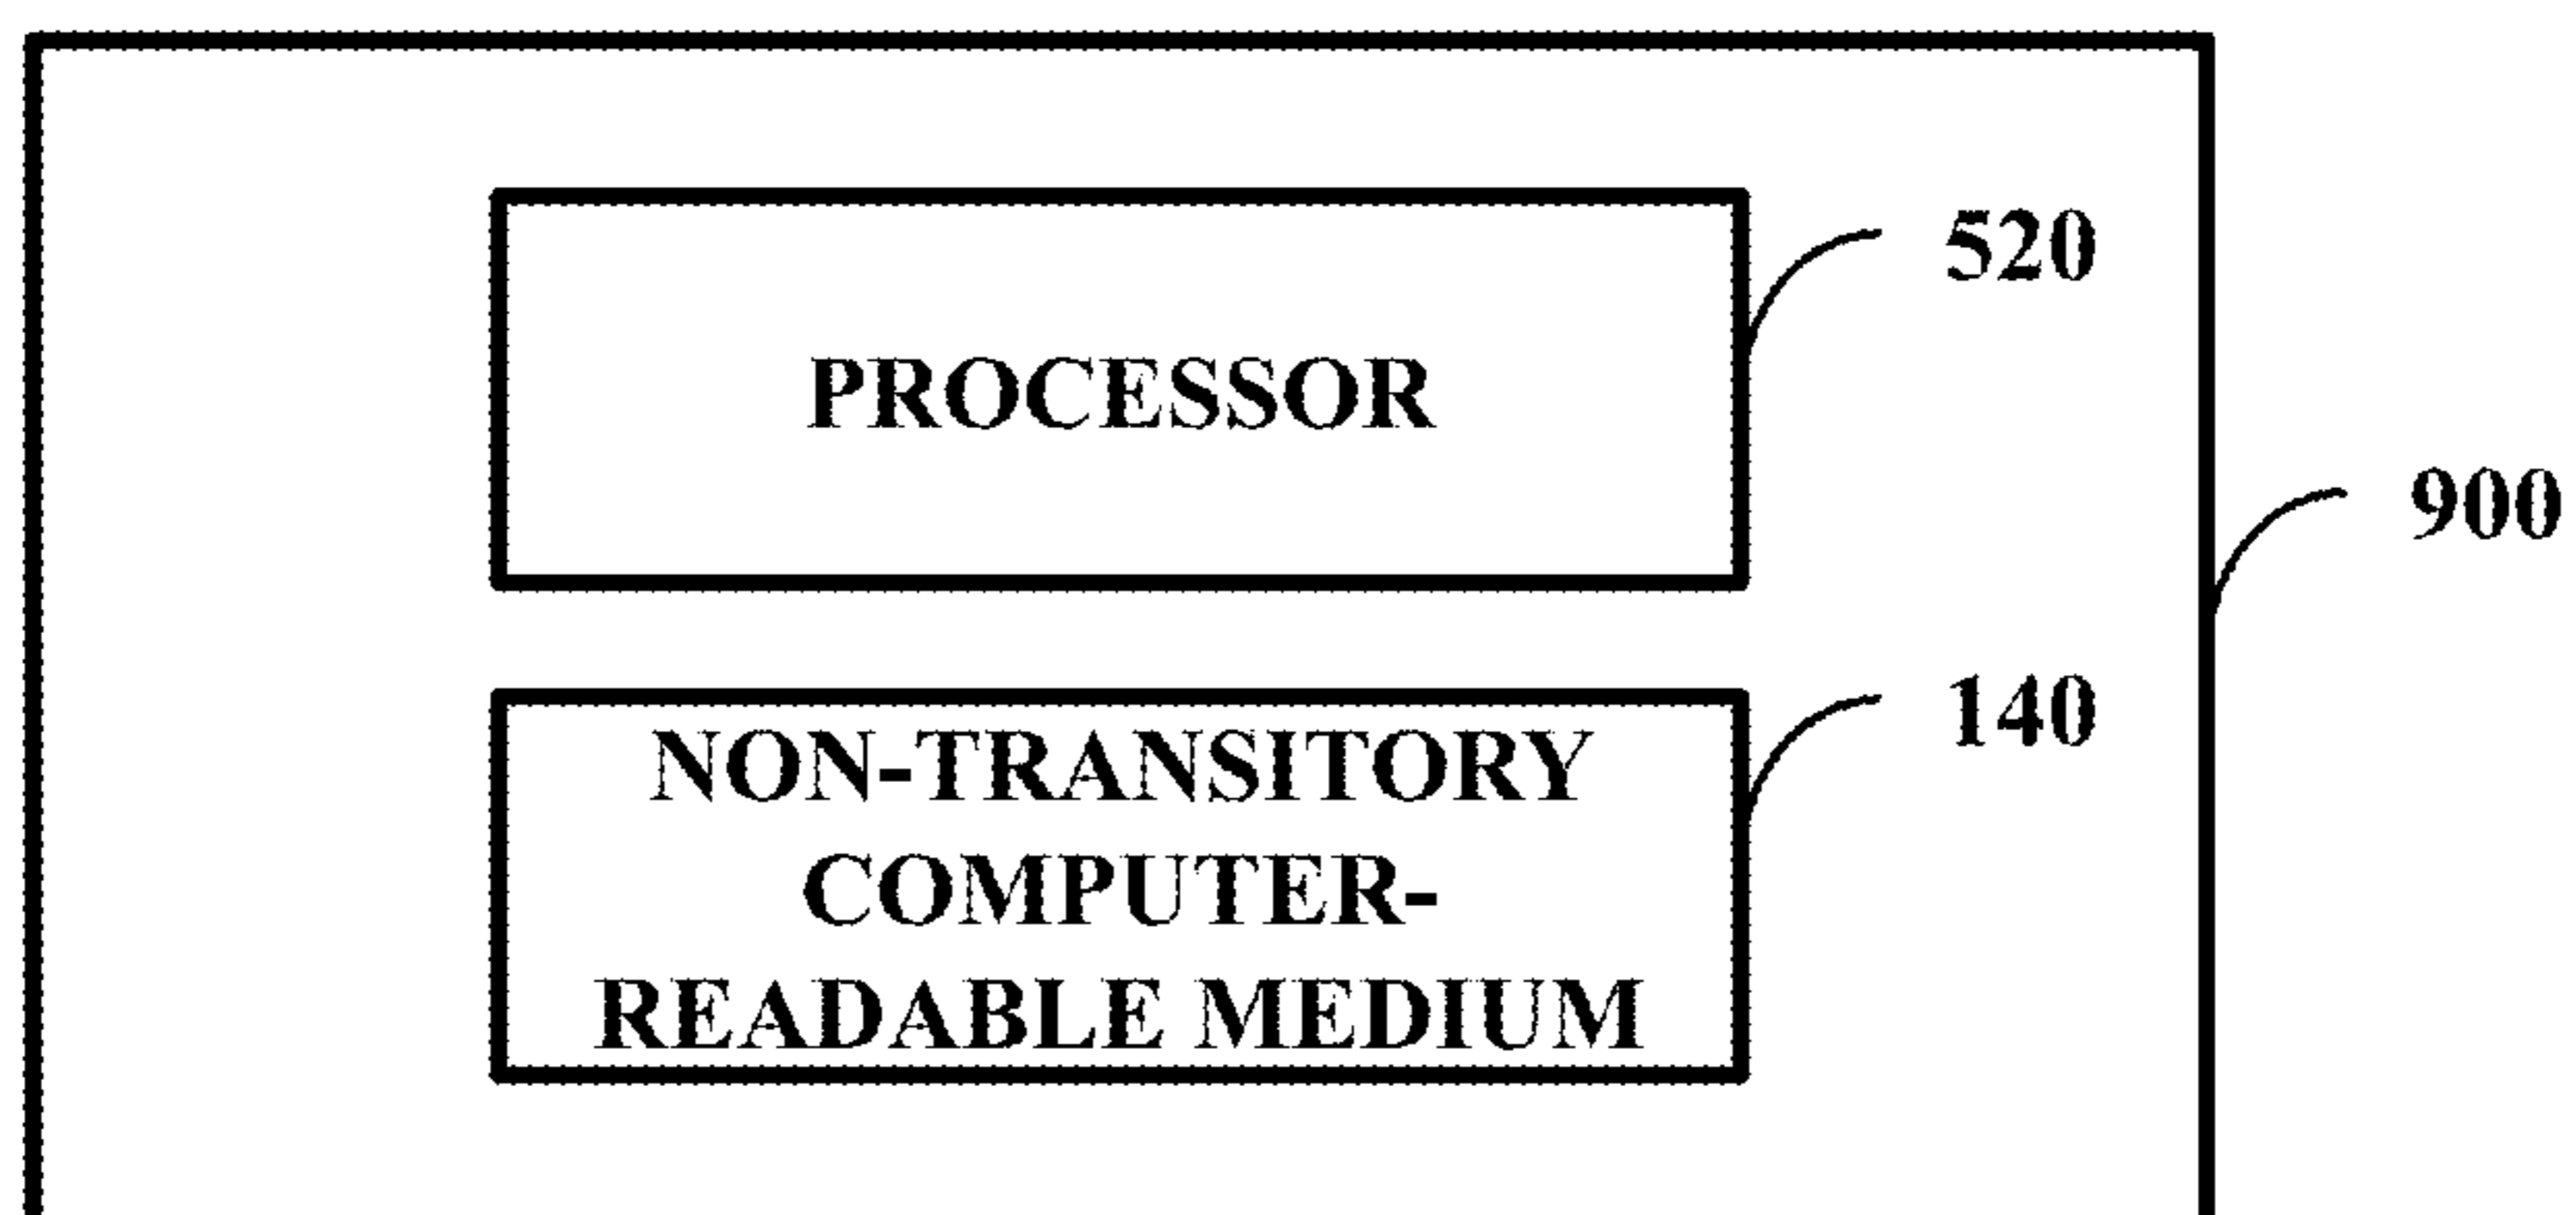 520
PROCESSOR
900
140
NON-TRANSITORY
COMPUTER-
READABLE MEDIUM